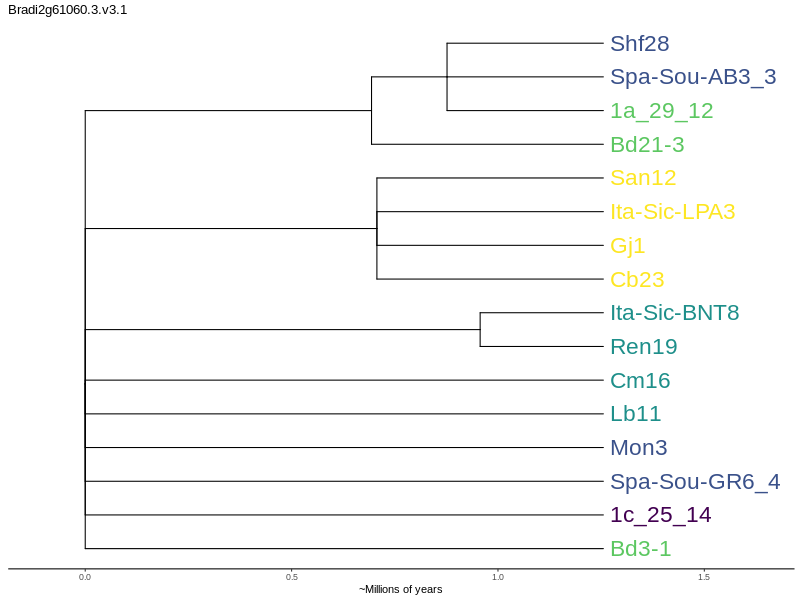 Bradi2g61060.3.v3.1
Shf28
Spa-Sou-AB3_3
1a_29_12
Bd21-3
San12
Ita-Sic-LPA3
Gj1
Cb23
Ita-Sic-BNT8
Ren19
Cm16
Lb11
Mon3
Spa-Sou-GR6_4
1c_25_14
Bd3-1
0.0 0.5 1.0 1.5
~Millions of years